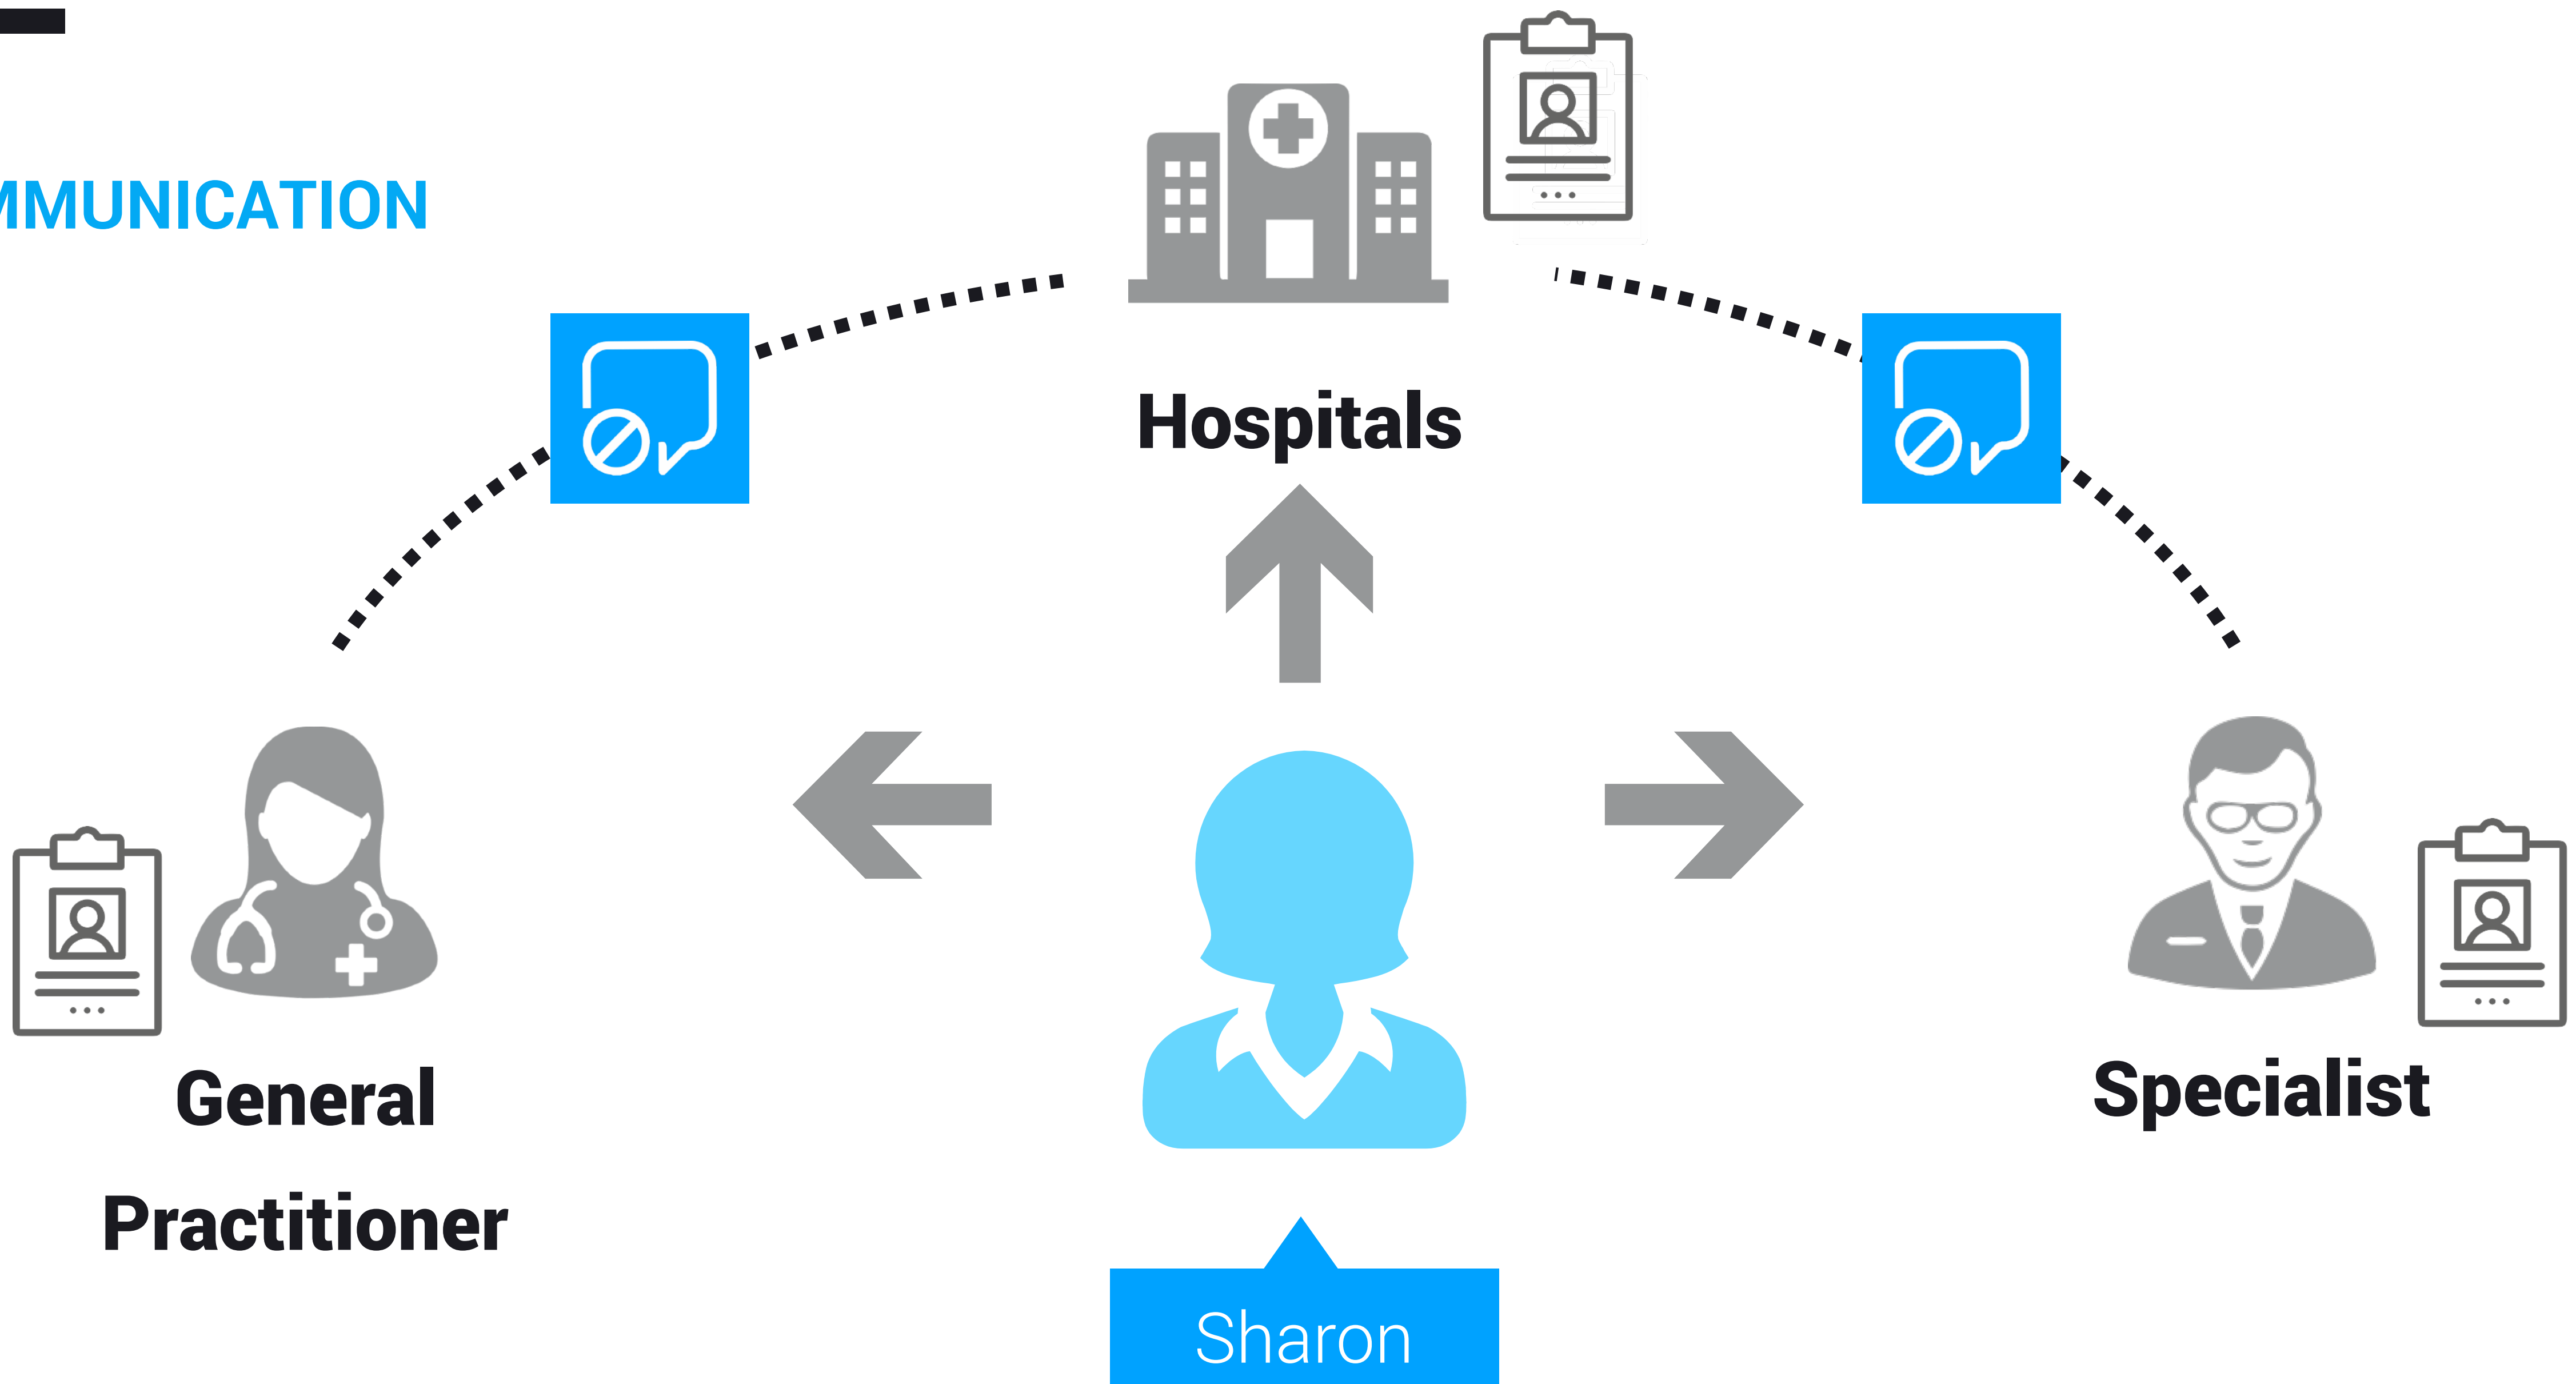 MMUNICATION
Hospitals
General
Practitioner
Specialist
Sharon